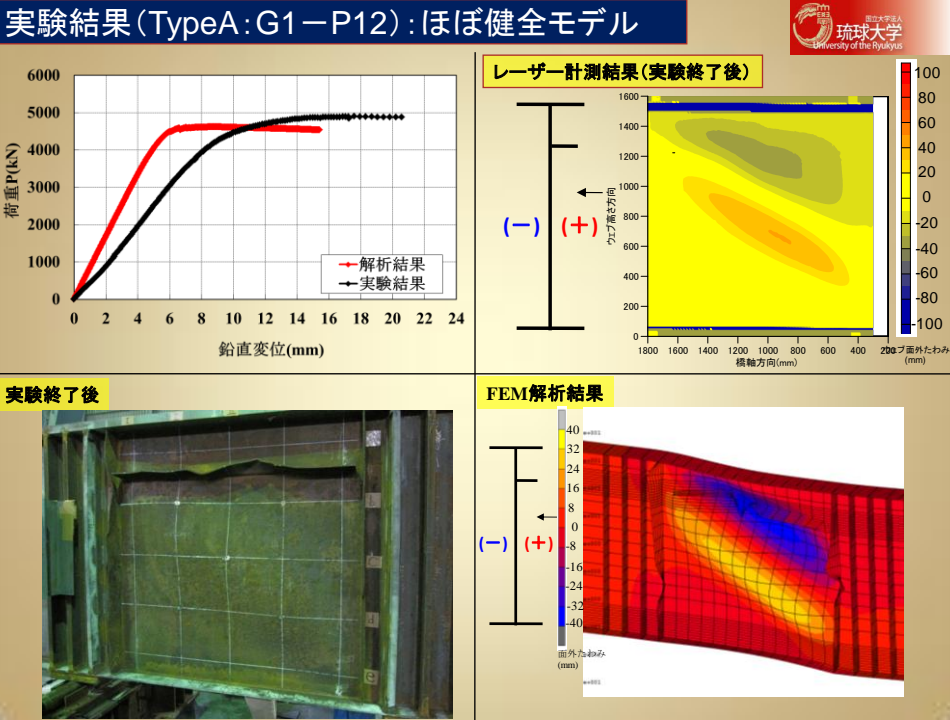 実験結果（TypeA：G1－P12）：ほぼ健全モデル
国立大学法人
琉球大学
University of the Ryukyus
6000
5000
4000
3000
2000
1000
0
荷重P(kN)
解析結果
実験結果
0 2 4 6 8 10 12 14 16 18 20 22 24
鉛直変位(mm)
レーザー計測結果（実験終了後）
(－) (＋)
ウェブ高さ方向
1600
1400
1200
1000
800
600
400
200
0
1800 1600 1400 1200 1000 800 600 400 200
橋軸方向(mm)
100
80
60
40
20
0
-20
-40
-60
-80
-100
ウェブ面外たわみ
(mm)
実験終了後
FEM解析結果
(－) (＋)
40
32
24
16
8
0
-8
-16
-24
-32
-40
面外たわみ
(mm)